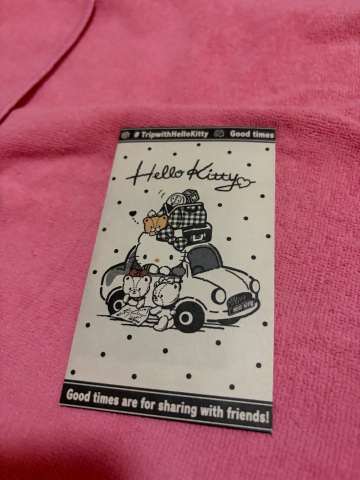 # TripwithHelloKitty Good times
Hello Kitty
Good times are for sharing with friends!